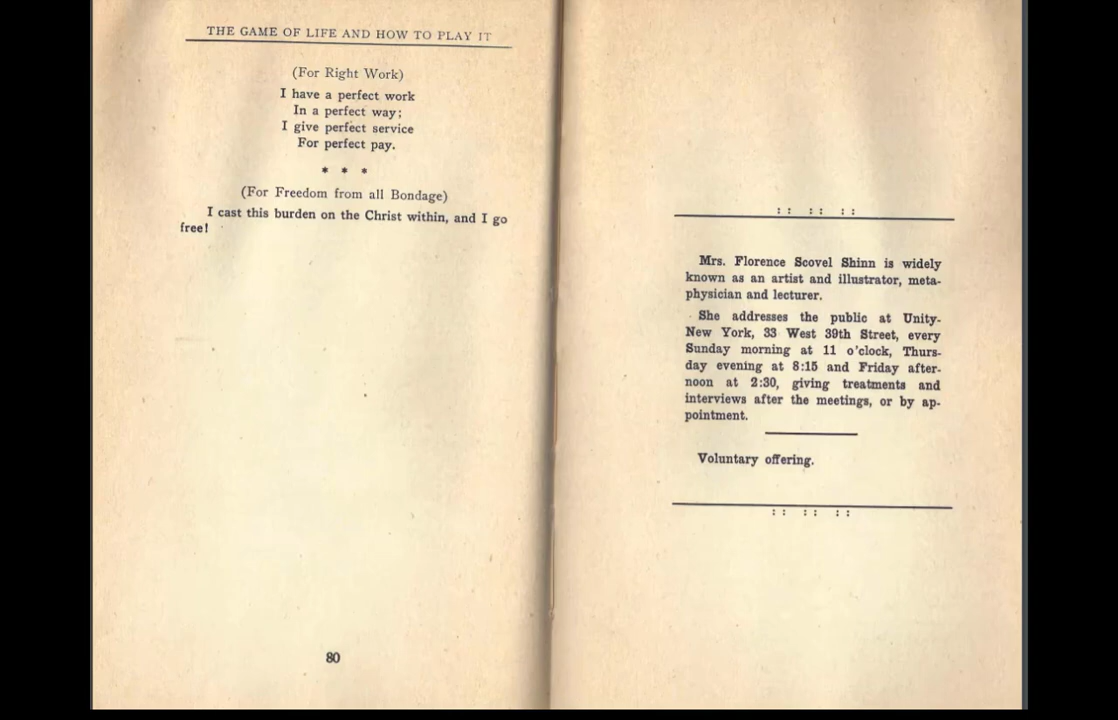 THE GAME OF LIFE AND HOW TO PLAY IT
(For Right Work)
I have a perfect work
In a perfect way;
I give perfect service
For perfect pay.
* * *
(For Freedom from all Bondage)
I cast this burden on the Christ within, and I go
free!
80
:: :: ::
Mrs. Florence Scovel Shinn is widely
known as an artist and illustrator, meta-
physician and lecturer.
She addresses the public at Unity-
New York, 33 West 39th Street, every
Sunday morning at 11 o'clock, Thurs-
day evening at 8:15 and Friday after-
noon at 2:30, giving treatments and
interviews after the meetings, or by ap-
pointment.
Voluntary offering.
:: :: ::